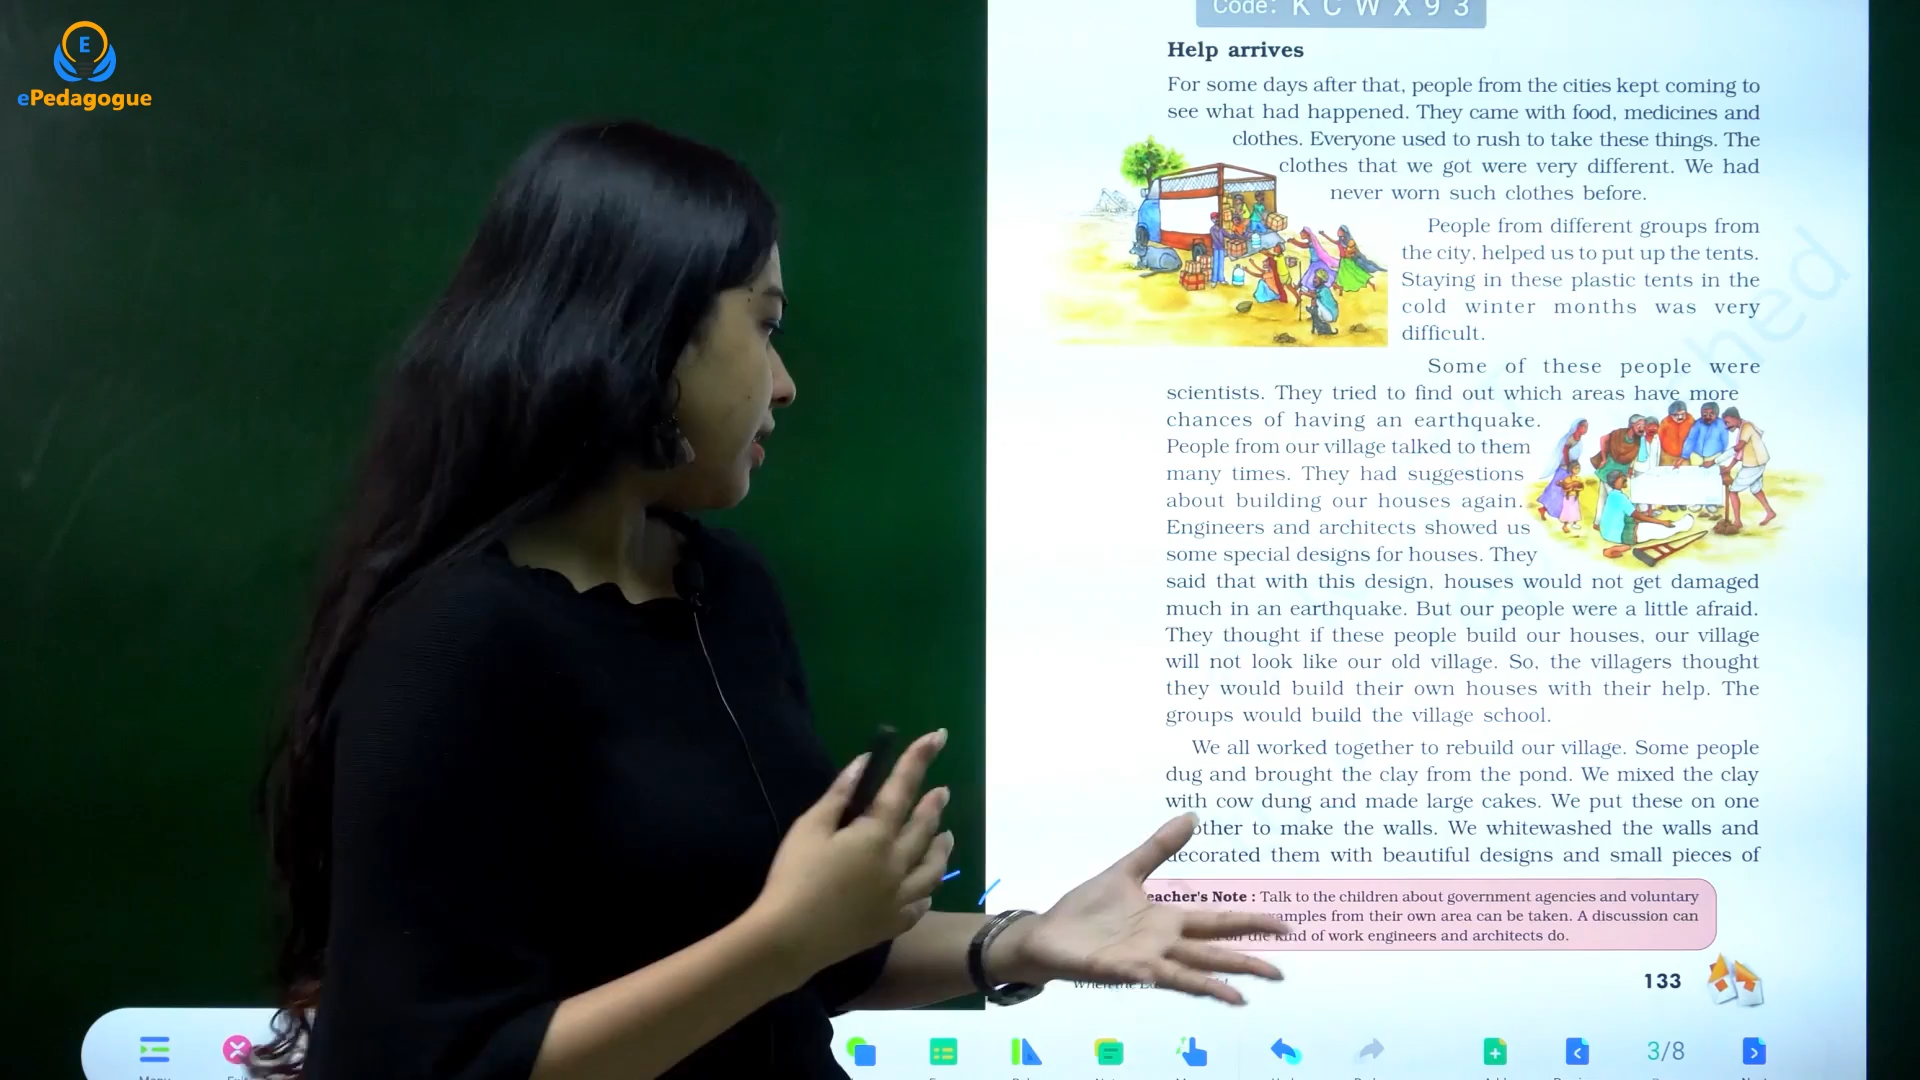 E
ePedagogue
Code: K C W X 9 3
Help arrives
For some days after that, people from the cities kept coming to
see what had happened. They came with food, medicines and
clothes. Everyone used to rush to take these things. The
clothes that we got were very different. We had
never worn such clothes before.
People from different groups from
the city, helped us to put up the tents.
Staying in these plastic tents in the
cold winter months was very
difficult.
Some of these people were
scientists. They tried to find out which areas have more
chances of having an earthquake.
People from our village talked to them
many times. They had suggestions
about building our houses again.
Engineers and architects showed us
some special designs for houses. They
said that with this design, houses would not get damaged
much in an earthquake. But our people were a little afraid.
They thought if these people build our houses, our village
will not look like our old village. So, the villagers thought
they would build their own houses with their help. The
groups would build the village school.
We all worked together to rebuild our village. Some people
dug and brought the clay from the pond. We mixed the clay
with cow dung and made large cakes. We put these on one
other to make the walls. We whitewashed the walls and
decorated them with beautiful designs and small pieces of
eacher's Note : Talk to the children about government agencies and voluntary
amples from their own area can be taken. A discussion can
the kind of work engineers and architects do.
133
3/8